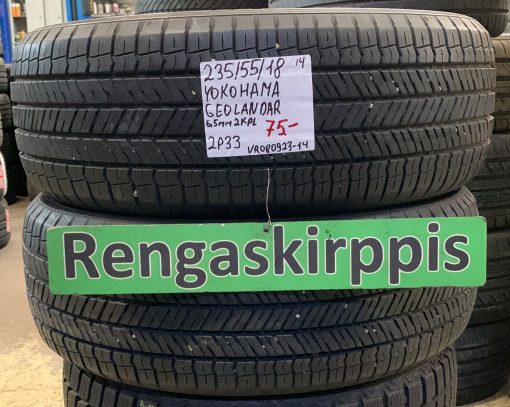 235/55/18 14
YOKOHAMA
GEOLANDAR
6,5mm 2KPL 75-
2P33 VR080923-14
Rengaskirppis